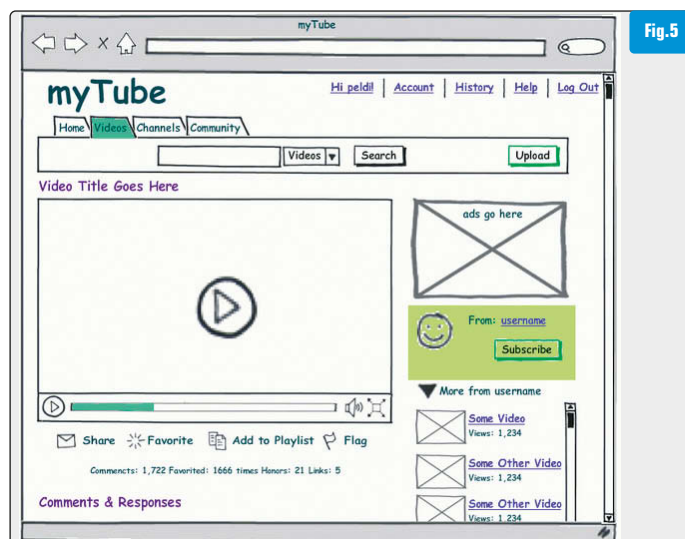 myTube
Fig.5
myTube
Hi peldi! Account History Help Log Out
Home Videos Channels Community
Videos Search Upload
Video Title Goes Here
ads go here
From: username
Subscribe
More from username
Some Video
Views: 1,234
Some Other Video
Views: 1,234
Some Other Video
Views: 1,234
Share Favorite Add to Playlist Flag
Commencts: 1,722 Favorited: 1666 times Honors: 21 Links: 5
Comments & Responses